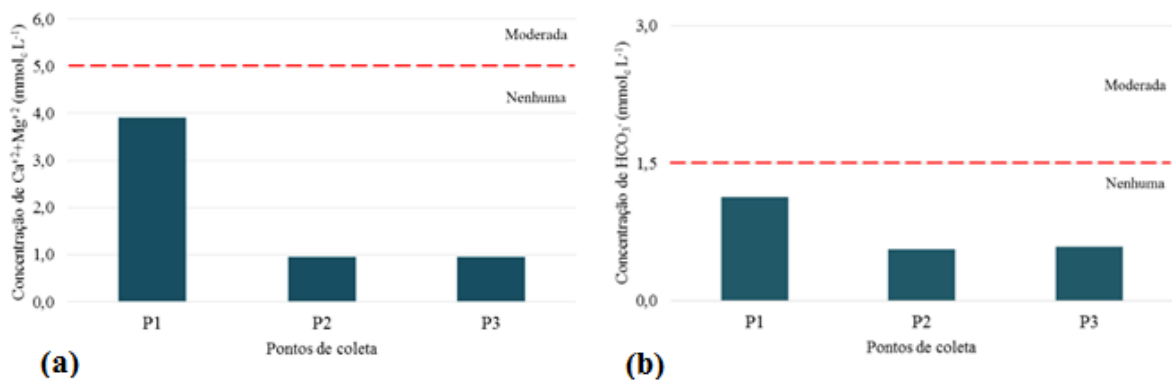 Concentração de Ca⁺²+Mg⁺² (mmol꜀ L⁻¹)
6,0
Moderada
5,0
Nenhuma
4,0
3,0
2,0
1,0
0,0
P1 P2 P3
Pontos de coleta
(a)
Concentração de HCO₃⁻ (mmol꜀ L⁻¹)
3,0
Moderada
1,5
Nenhuma
0,0
P1 P2 P3
Pontos de coleta
(b)